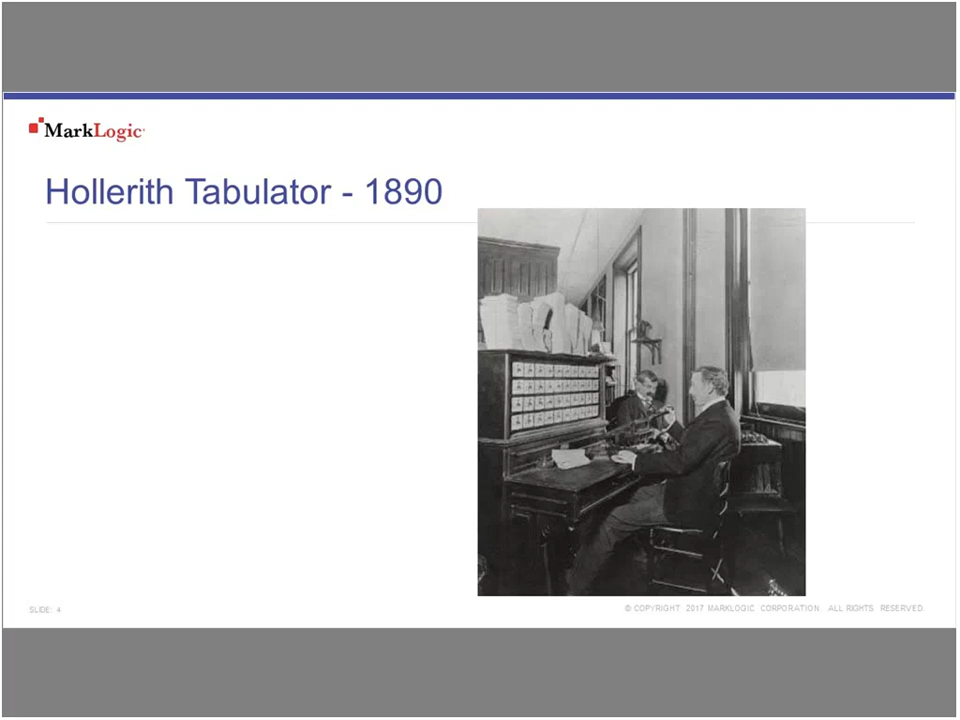 MarkLogic
Hollerith Tabulator - 1890
SLIDE: 4
© COPYRIGHT 2017 MARKLOGIC CORPORATION. ALL RIGHTS RESERVED.